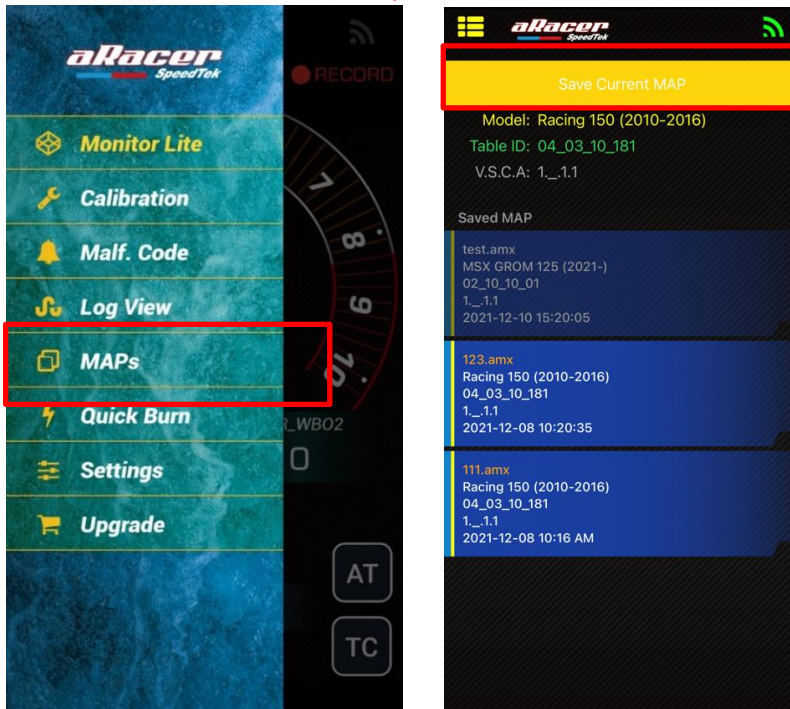 aRacer
SpeedTek
RECORD
Monitor Lite
Calibration
7
Malf. Code
8
Log View
9
MAPs
10
Quick Burn
_WBO2
Settings
0
Upgrade
AT
TC
aRacer
SpeedTek
Save Current MAP
Model: Racing 150 (2010-2016)
Table ID: 04_03_10_181
V.S.C.A: 1._.1.1
Saved MAP
test.amx
MSX GROM 125 (2021-)
02_10_10_01
1._.1.1
2021-12-10 15:20:05
123.amx
Racing 150 (2010-2016)
04_03_10_181
1._.1.1
2021-12-08 10:20:35
111.amx
Racing 150 (2010-2016)
04_03_10_181
1._.1.1
2021-12-08 10:16 AM